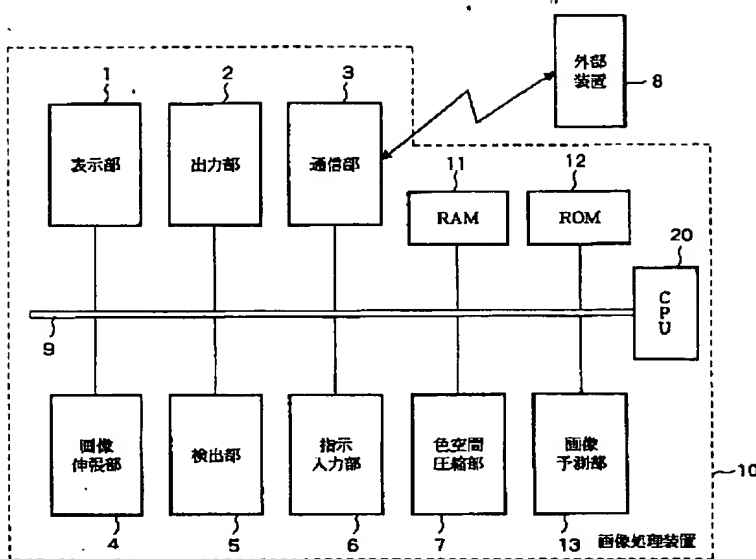 外部
装置
8
1
2
3
表示部
出力部
通信部
11
12
RAM
ROM
20
CPU
9
画像
伸張部
検出部
指示
入力部
色空間
圧縮部
画像
予測部
10
4
5
6
7
13
画像処理装置